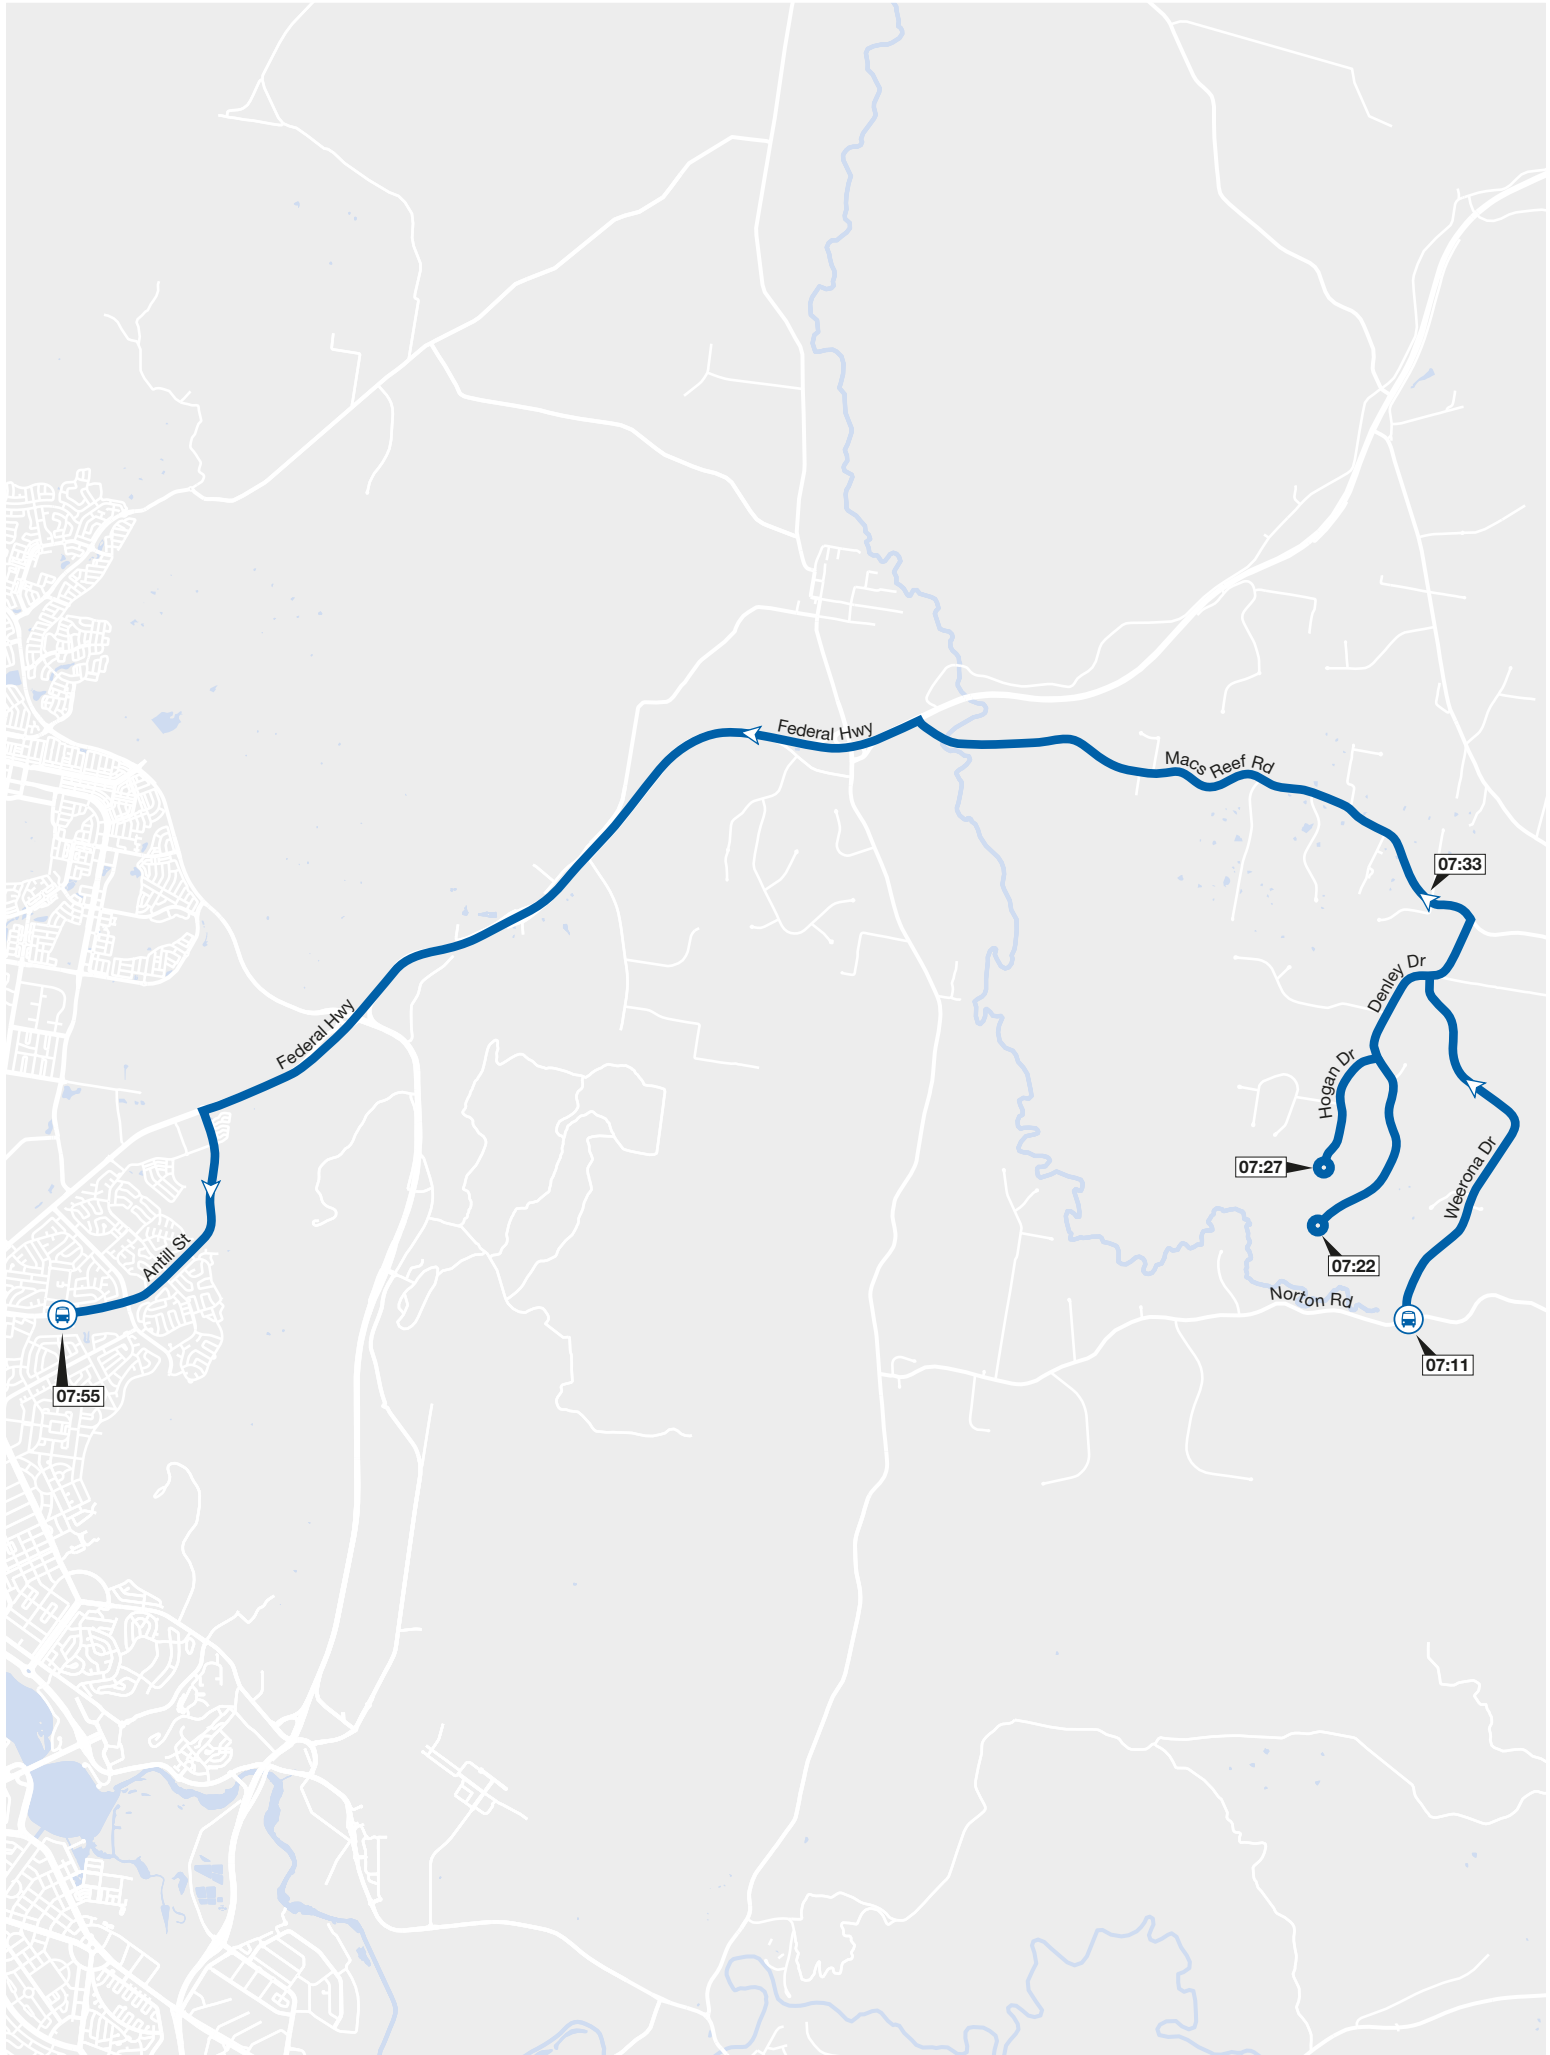 Federal Hwy
Macs Reef Rd
07:33
Denley Dr
Federal Hwy
Hogan Dr
07:27
Weerona Dr
Antill St
07:22
Norton Rd
07:11
07:55